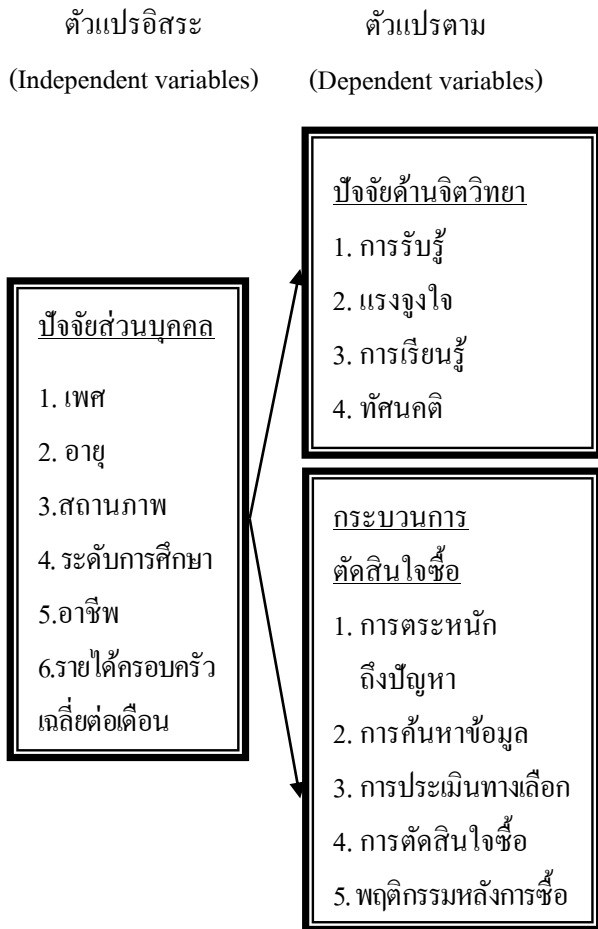 ตัวแปรอิสระ
(Independent variables)
ตัวแปรตาม
(Dependent variables)
ปัจจัยส่วนบุคคล
1. เพศ
2. อายุ
3.สถานภาพ
4. ระดับการศึกษา
5.อาชีพ
6.รายได้ครอบครัว
เฉลี่ยต่อเดือน
ปัจจัยด้านจิตวิทยา
1. การรับรู้
2. แรงจูงใจ
3. การเรียนรู้
4. ทัศนคติ
กระบวนการ
ตัดสินใจซื้อ
1. การตระหนัก
ถึงปัญหา
2. การค้นหาข้อมูล
3. การประเมินทางเลือก
4. การตัดสินใจซื้อ
5. พฤติกรรมหลังการซื้อ